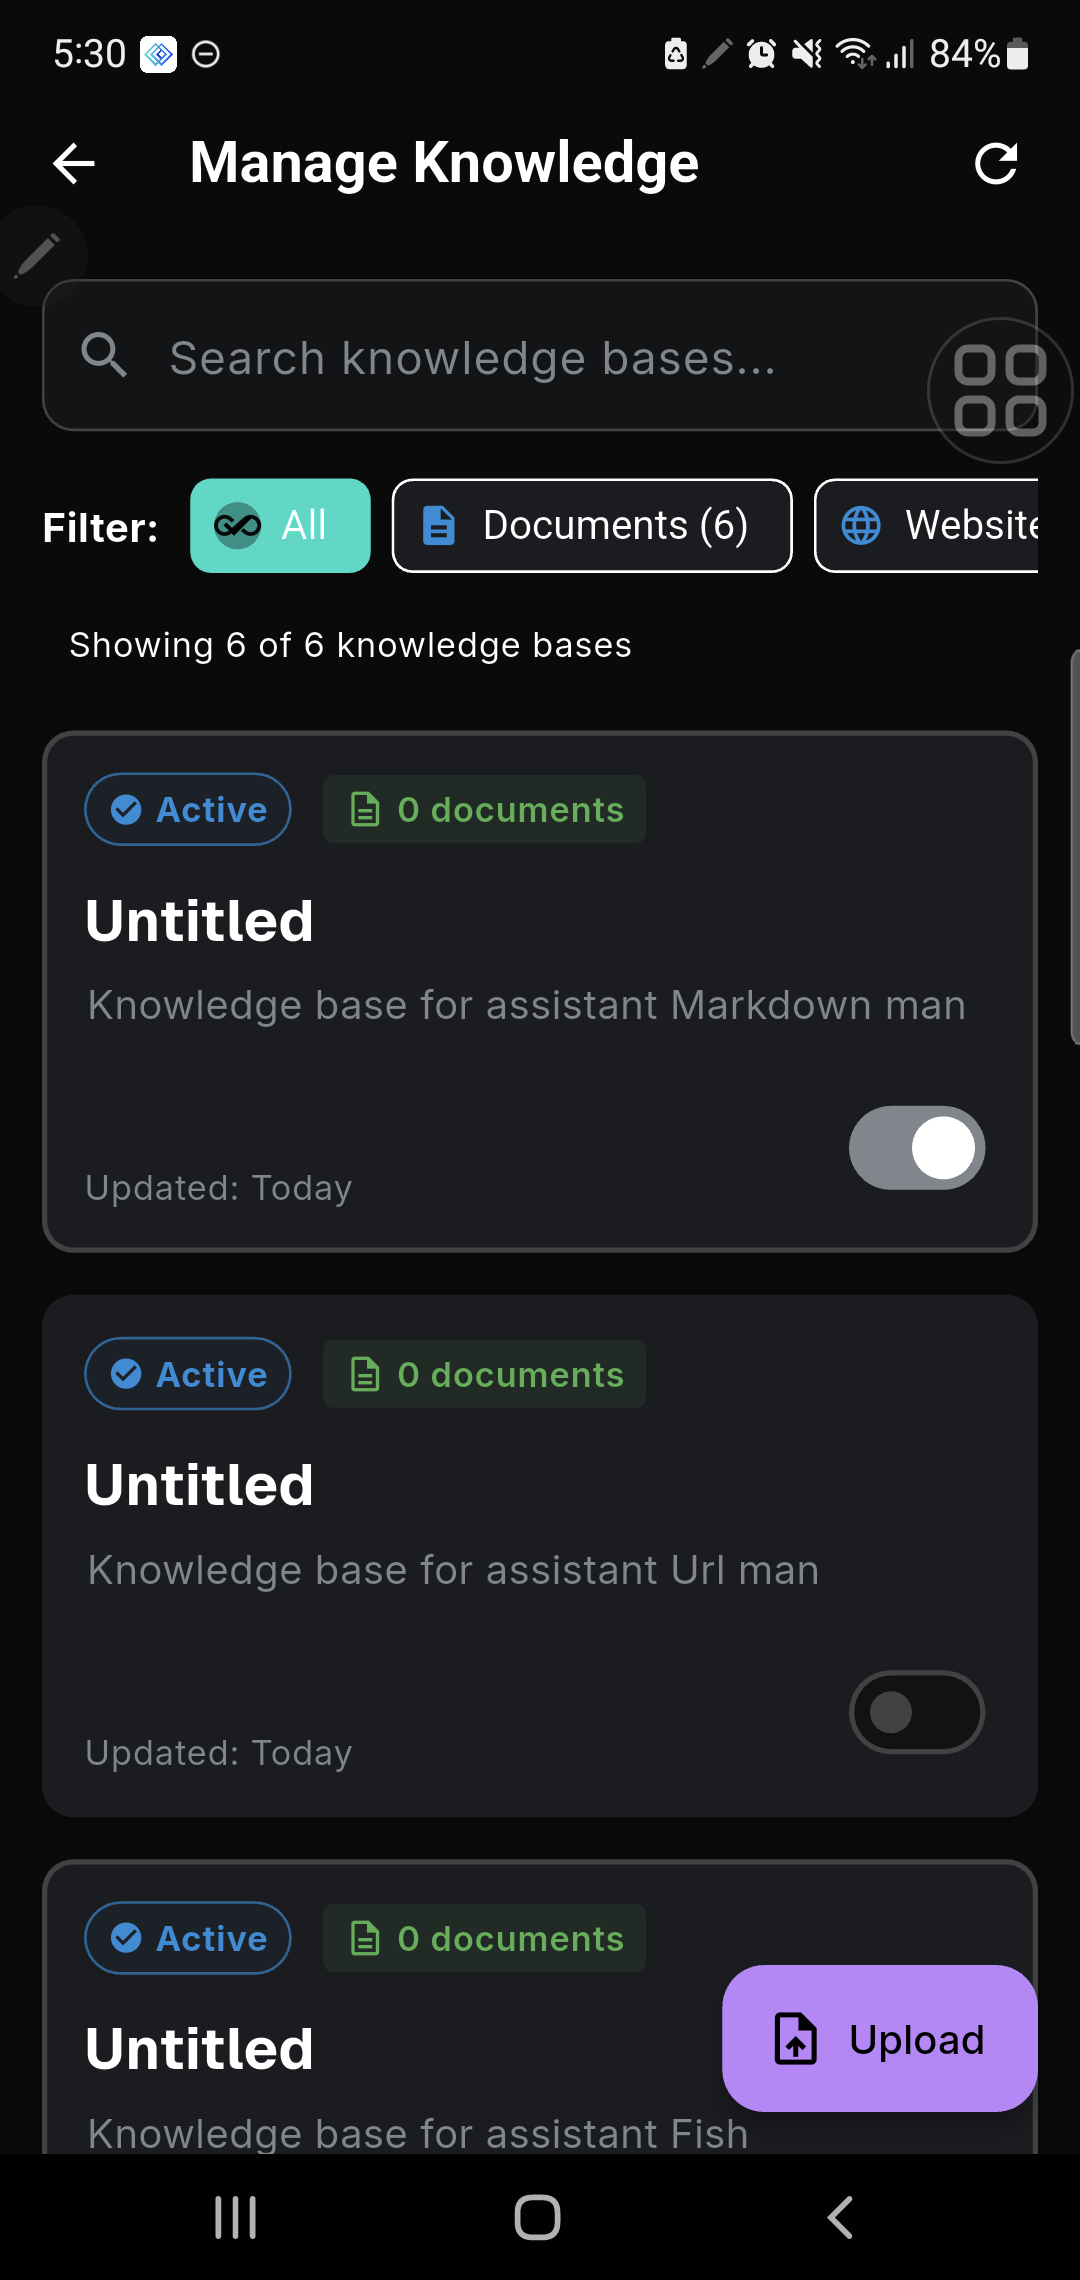 5:30
84%
Manage Knowledge
Search knowledge bases...
Filter:
All
Documents (6)
Website
Showing 6 of 6 knowledge bases
Active
0 documents
Untitled
Knowledge base for assistant Markdown man
Updated: Today
Active
0 documents
Untitled
Knowledge base for assistant Url man
Updated: Today
Active
0 documents
Untitled
Upload
Knowledge base for assistant Fish